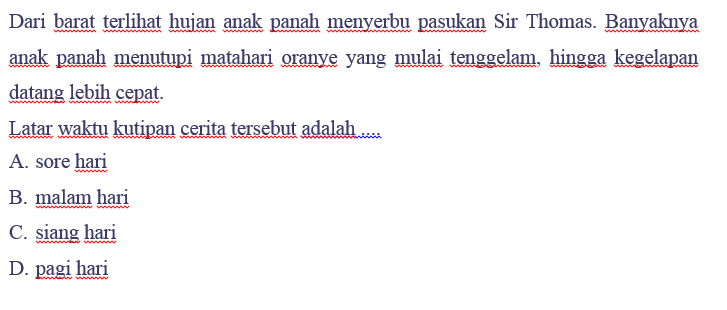 Dari barat terlihat hujan anak panah menyerbu pasukan Sir Thomas. Banyaknya
anak panah menutupi matahari oranye yang mulai tenggelam, hingga kegelapan
datang lebih cepat.
Latar waktu kutipan cerita tersebut adalah ....
A. sore hari
B. malam hari
C. siang hari
D. pagi hari